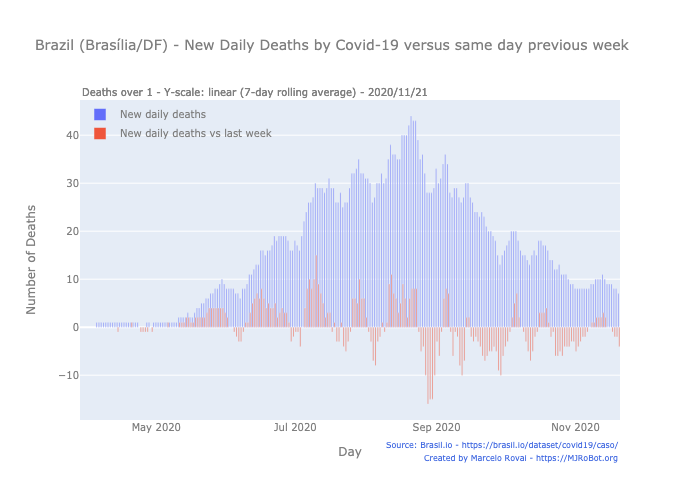 Brazil (Brasília/DF) - New Daily Deaths by Covid-19 versus same day previous week
Deaths over 1 - Y-scale: linear (7-day rolling average) - 2020/11/21
New daily deaths
New daily deaths vs last week
40
30
20
10
0
−10
Number of Deaths
May 2020
Jul 2020
Sep 2020
Nov 2020
Day
Source: Brasil.io - https://brasil.io/dataset/covid19/caso/
Created by Marcelo Rovai - https://MJRoBot.org